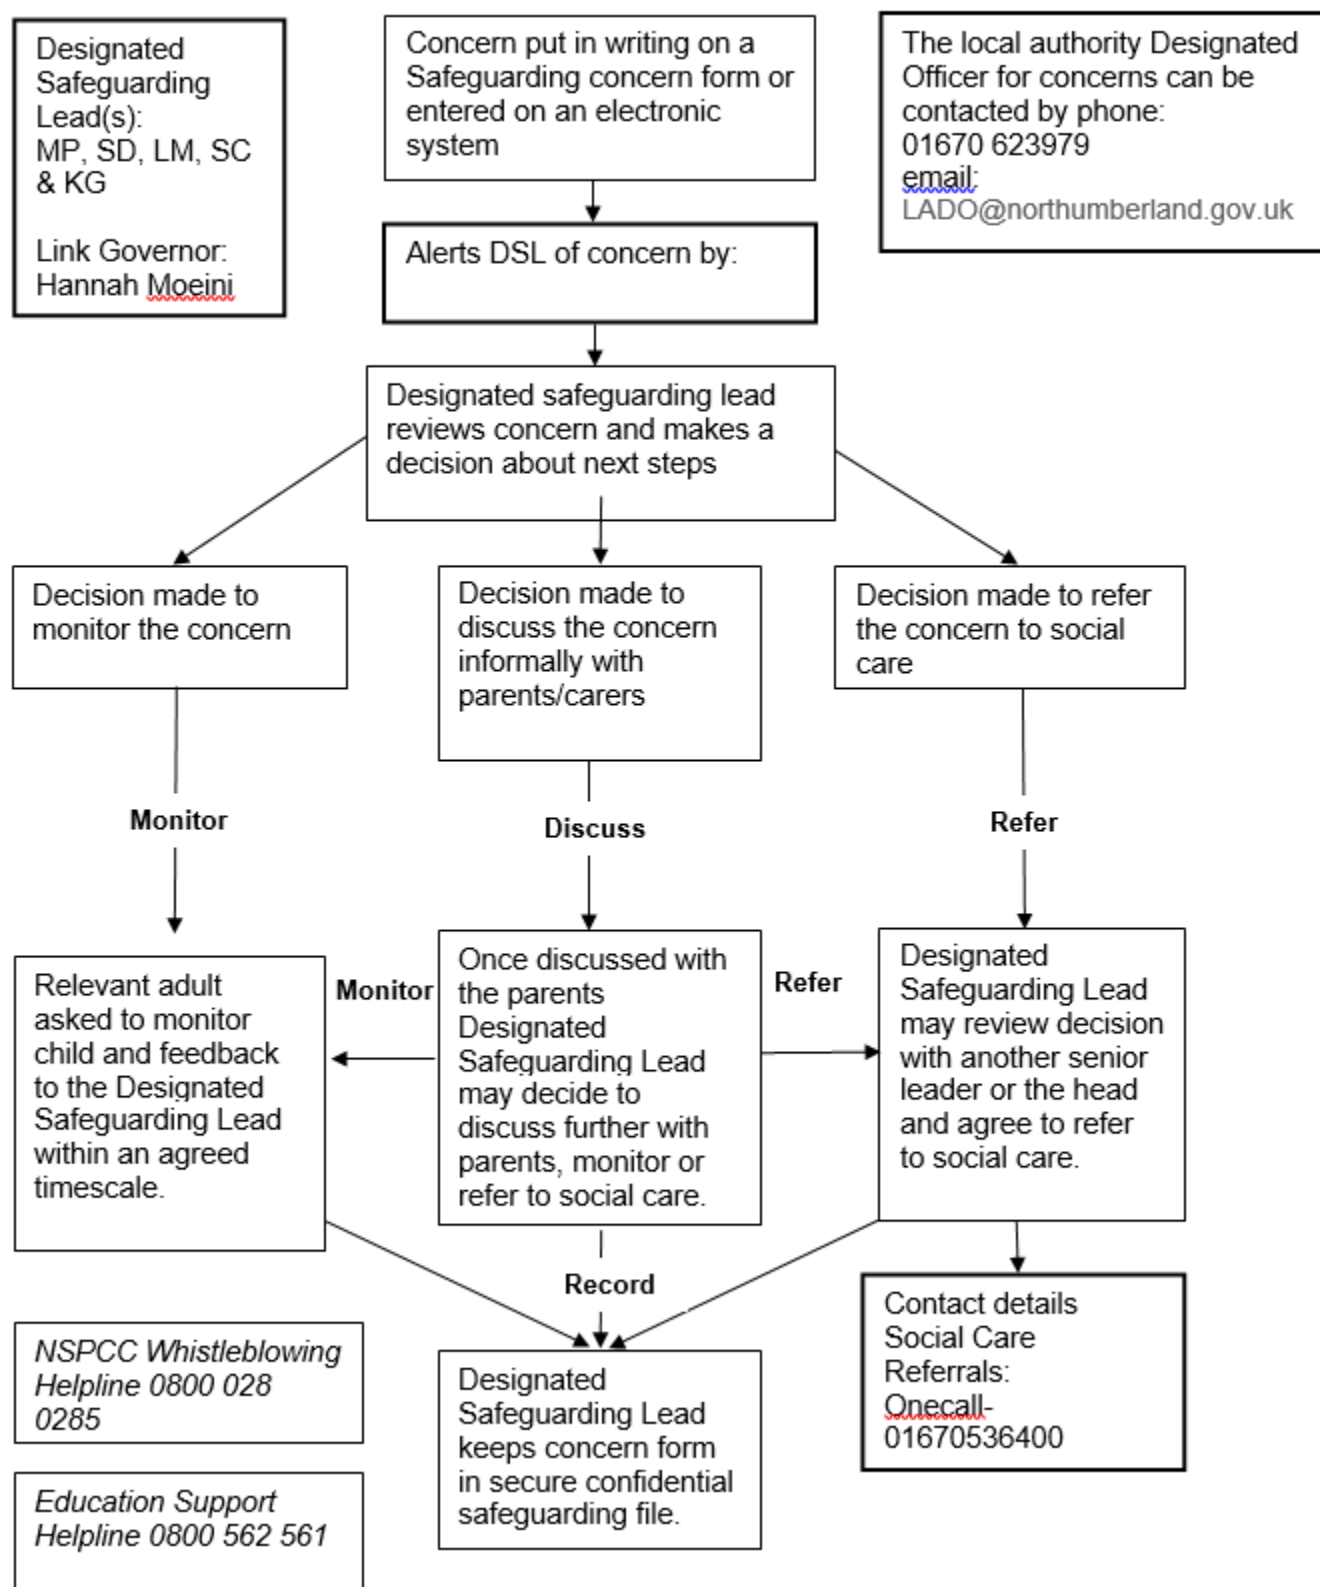 Designated
Safeguarding
Lead(s):
MP, SD, LM, SC
& KG
Link Governor:
Hannah Moeini
Concern put in writing on a
Safeguarding concern form or
entered on an electronic
system
The local authority Designated
Officer for concerns can be
contacted by phone:
01670 623979
email:
LADO@northumberland.gov.uk
Alerts DSL of concern by:
Designated safeguarding lead
reviews concern and makes a
decision about next steps
Decision made to
monitor the concern
Decision made to
discuss the concern
informally with
parents/carers
Decision made to refer
the concern to social
care
Monitor
Discuss
Refer
Relevant adult
asked to monitor
child and feedback
to the Designated
Safeguarding Lead
within an agreed
timescale.
Monitor
Once discussed with
the parents
Designated
Safeguarding Lead
may decide to
discuss further with
parents, monitor or
refer to social care.
Refer
Designated
Safeguarding Lead
may review decision
with another senior
leader or the head
and agree to refer
to social care.
Record
NSPCC Whistleblowing
Helpline 0800 028
0285
Designated
Safeguarding Lead
keeps concern form
in secure confidential
safeguarding file.
Contact details
Social Care
Referrals:
Onecall-
01670536400
Education Support
Helpline 0800 562 561